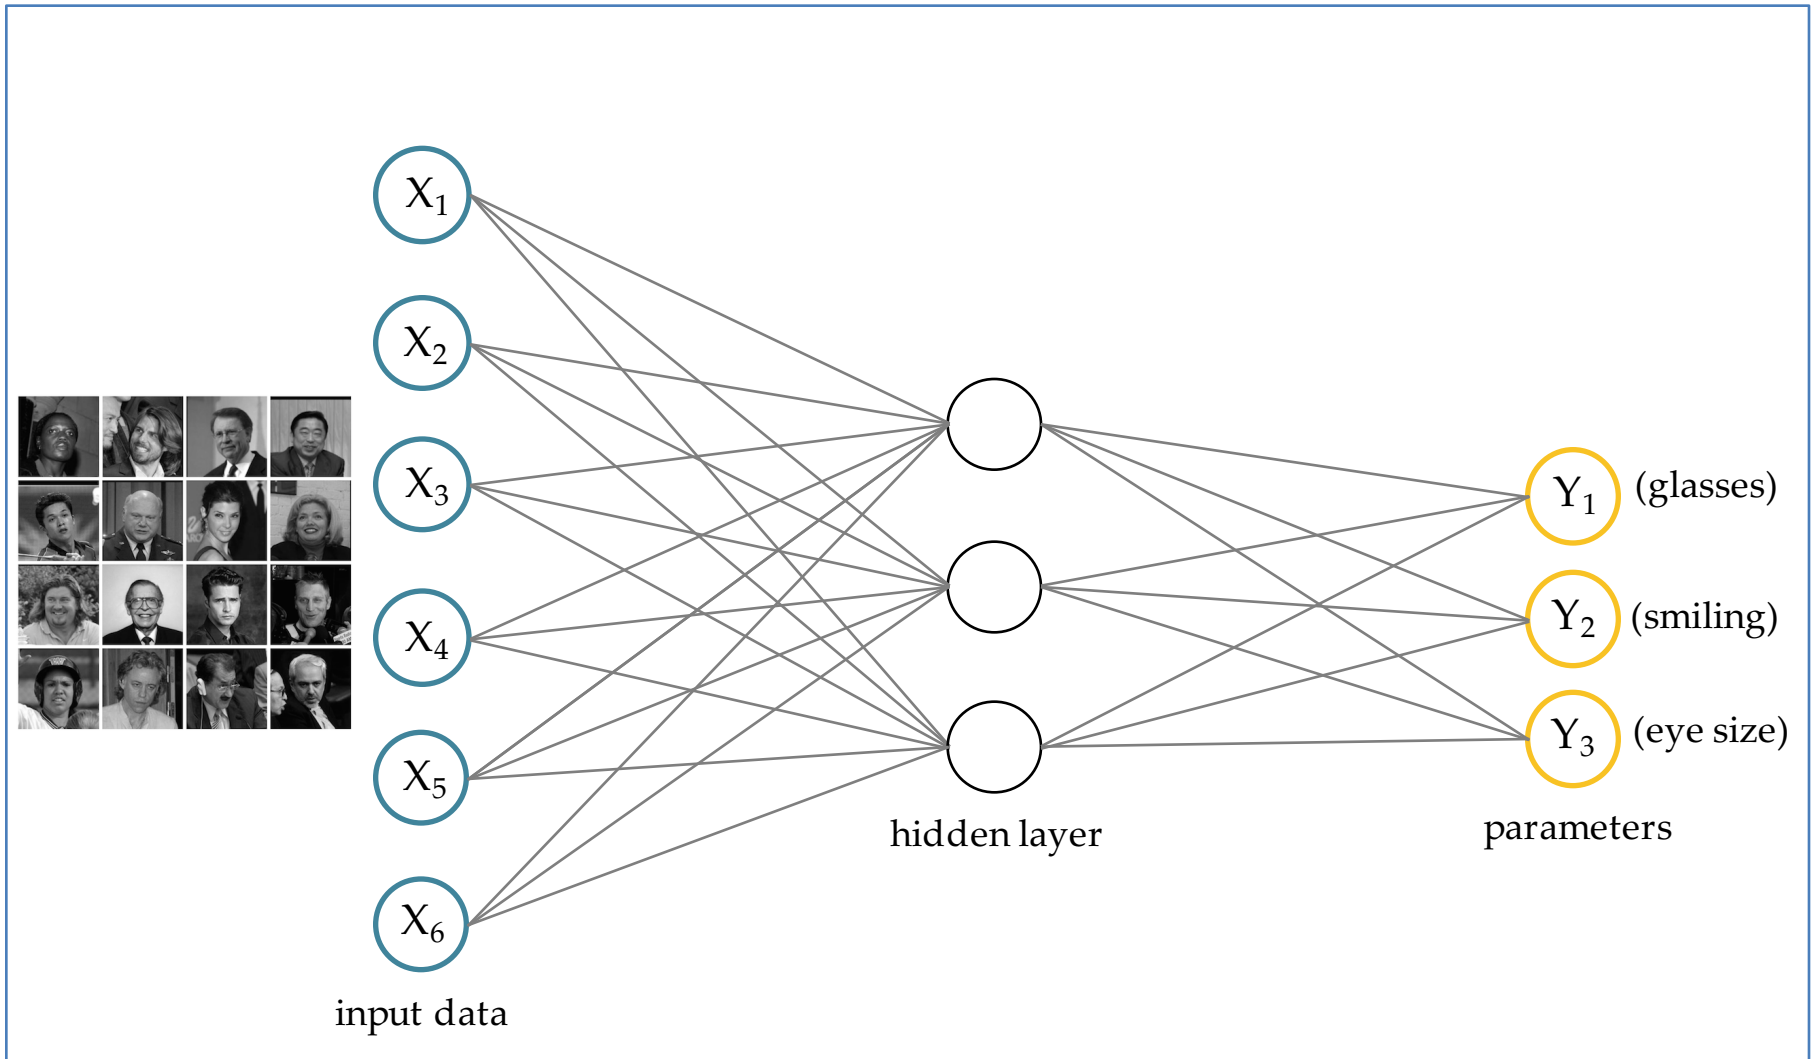 X₁
X₂
X₃
X₄
X₅
X₆
input data
hidden layer
Y₁ (glasses)
Y₂ (smiling)
Y₃ (eye size)
parameters